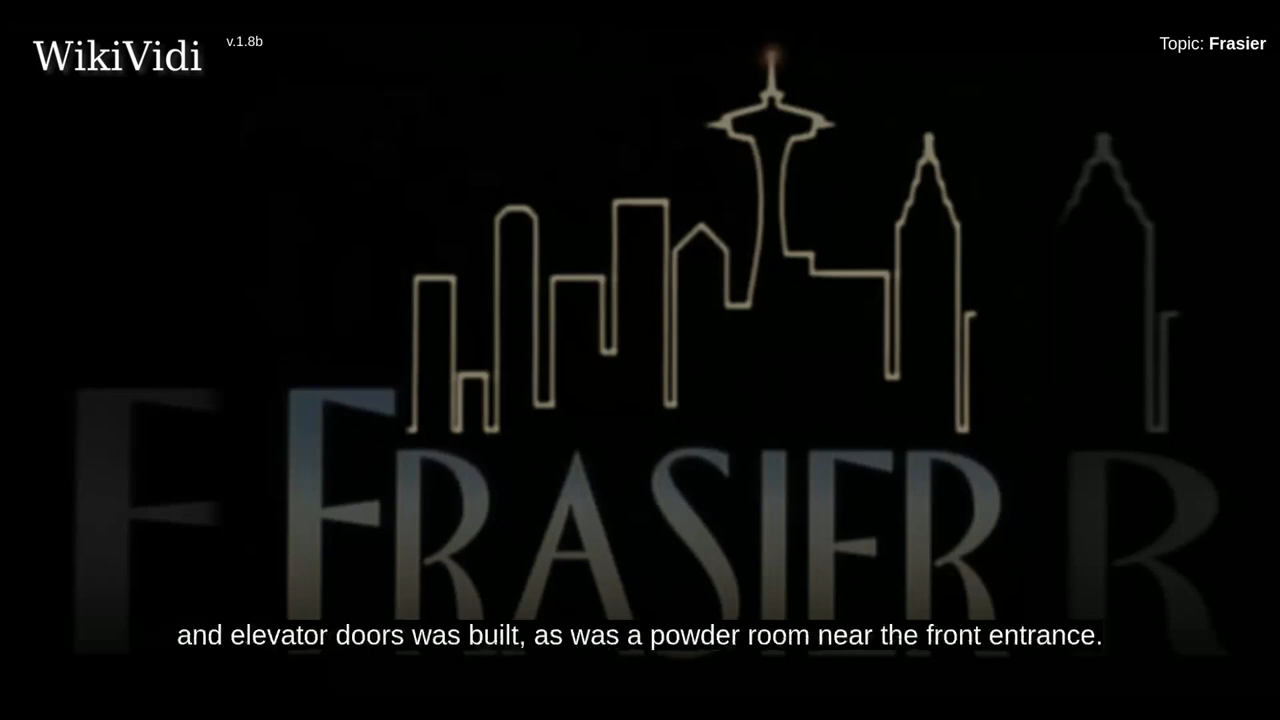 WikiVidi v.1.8b
Topic: Frasier
F FRASIER R
and elevator doors was built, as was a powder room near the front entrance.